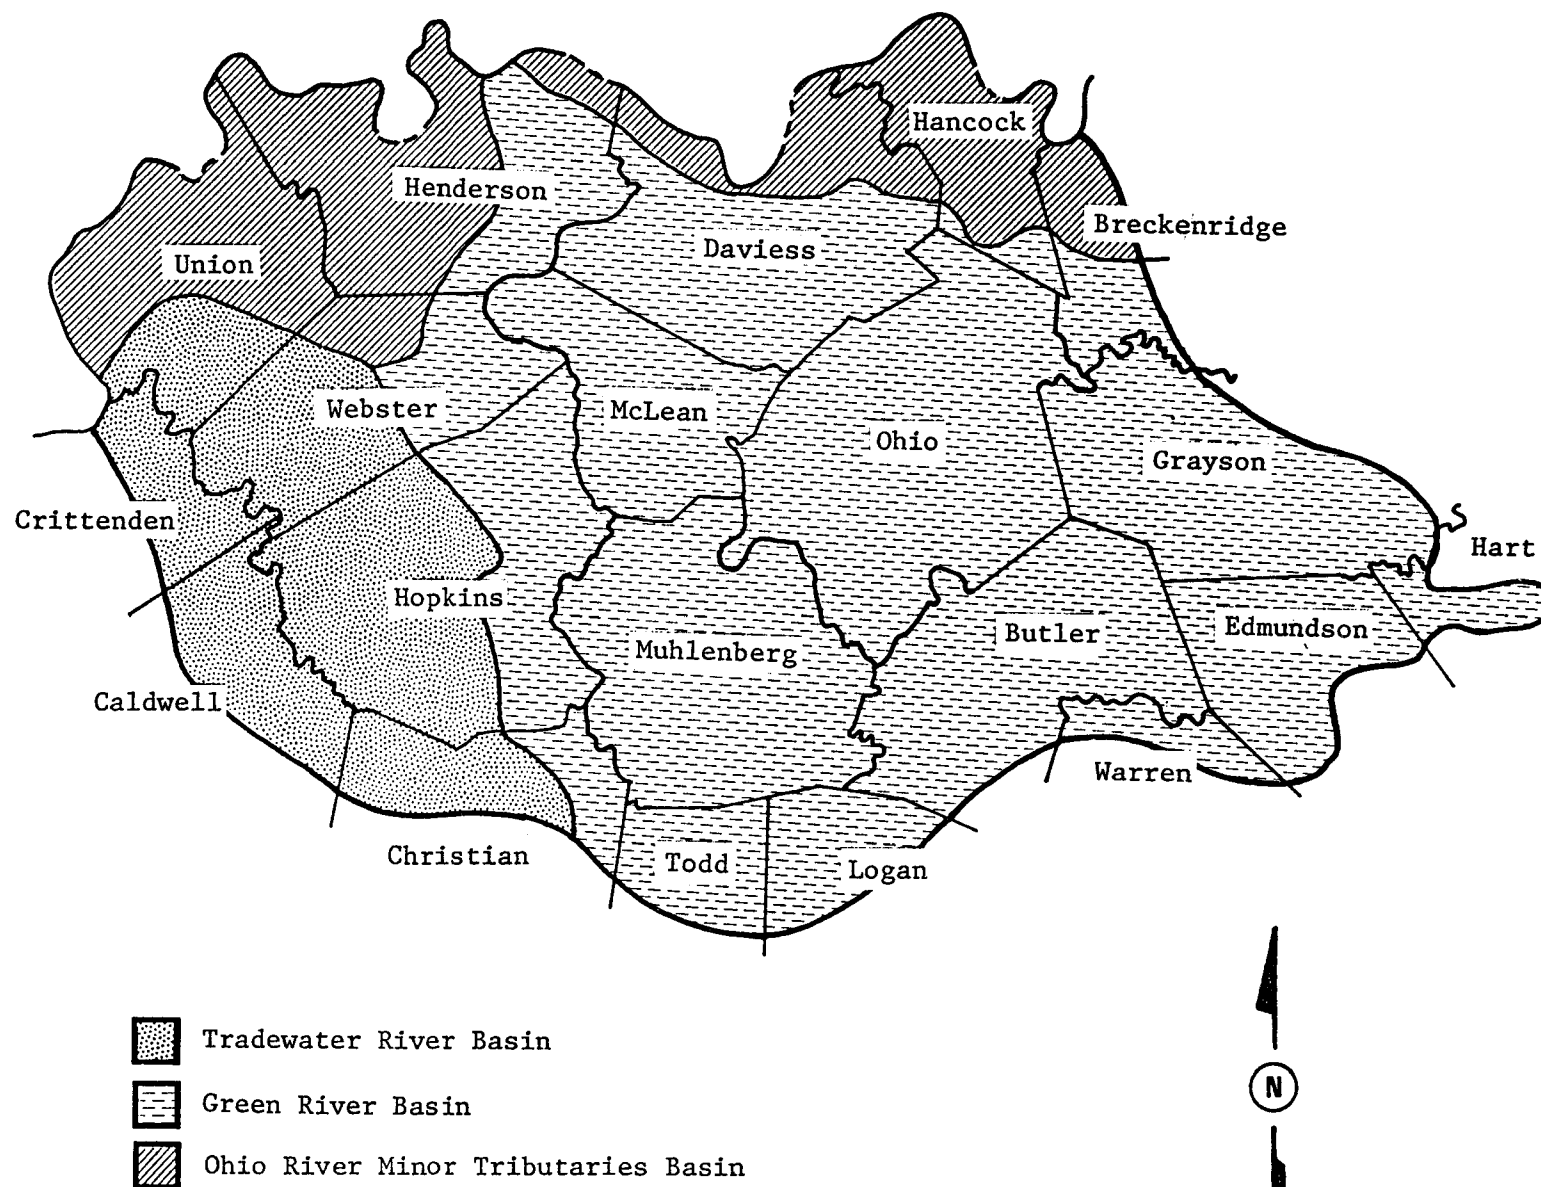 Hancock
Henderson
Breckenridge
Daviess
Union
Webster
McLean
Ohio
Grayson
Crittenden
Hart
Hopkins
Butler
Edmundson
Muhlenberg
Caldwell
Warren
Christian
Todd
Logan
Tradewater River Basin
N
Green River Basin
Ohio River Minor Tributaries Basin